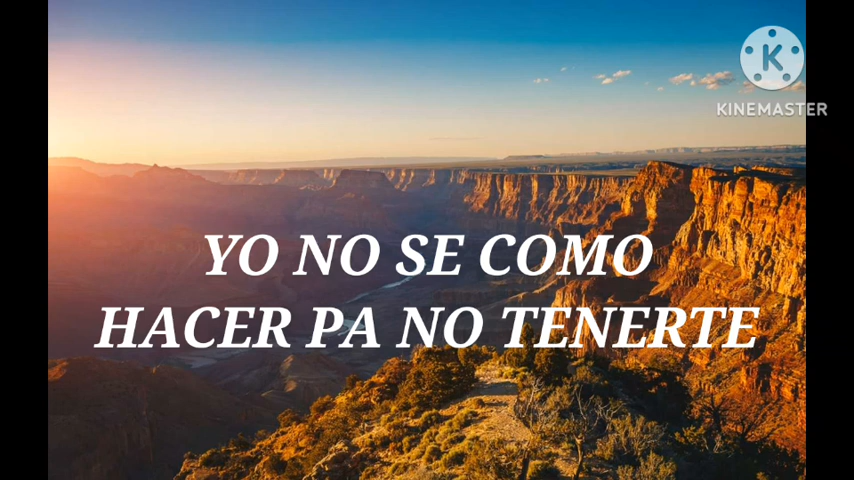 K
KINEMASTER
YO NO SE COMO
HACER PA NO TENERTE